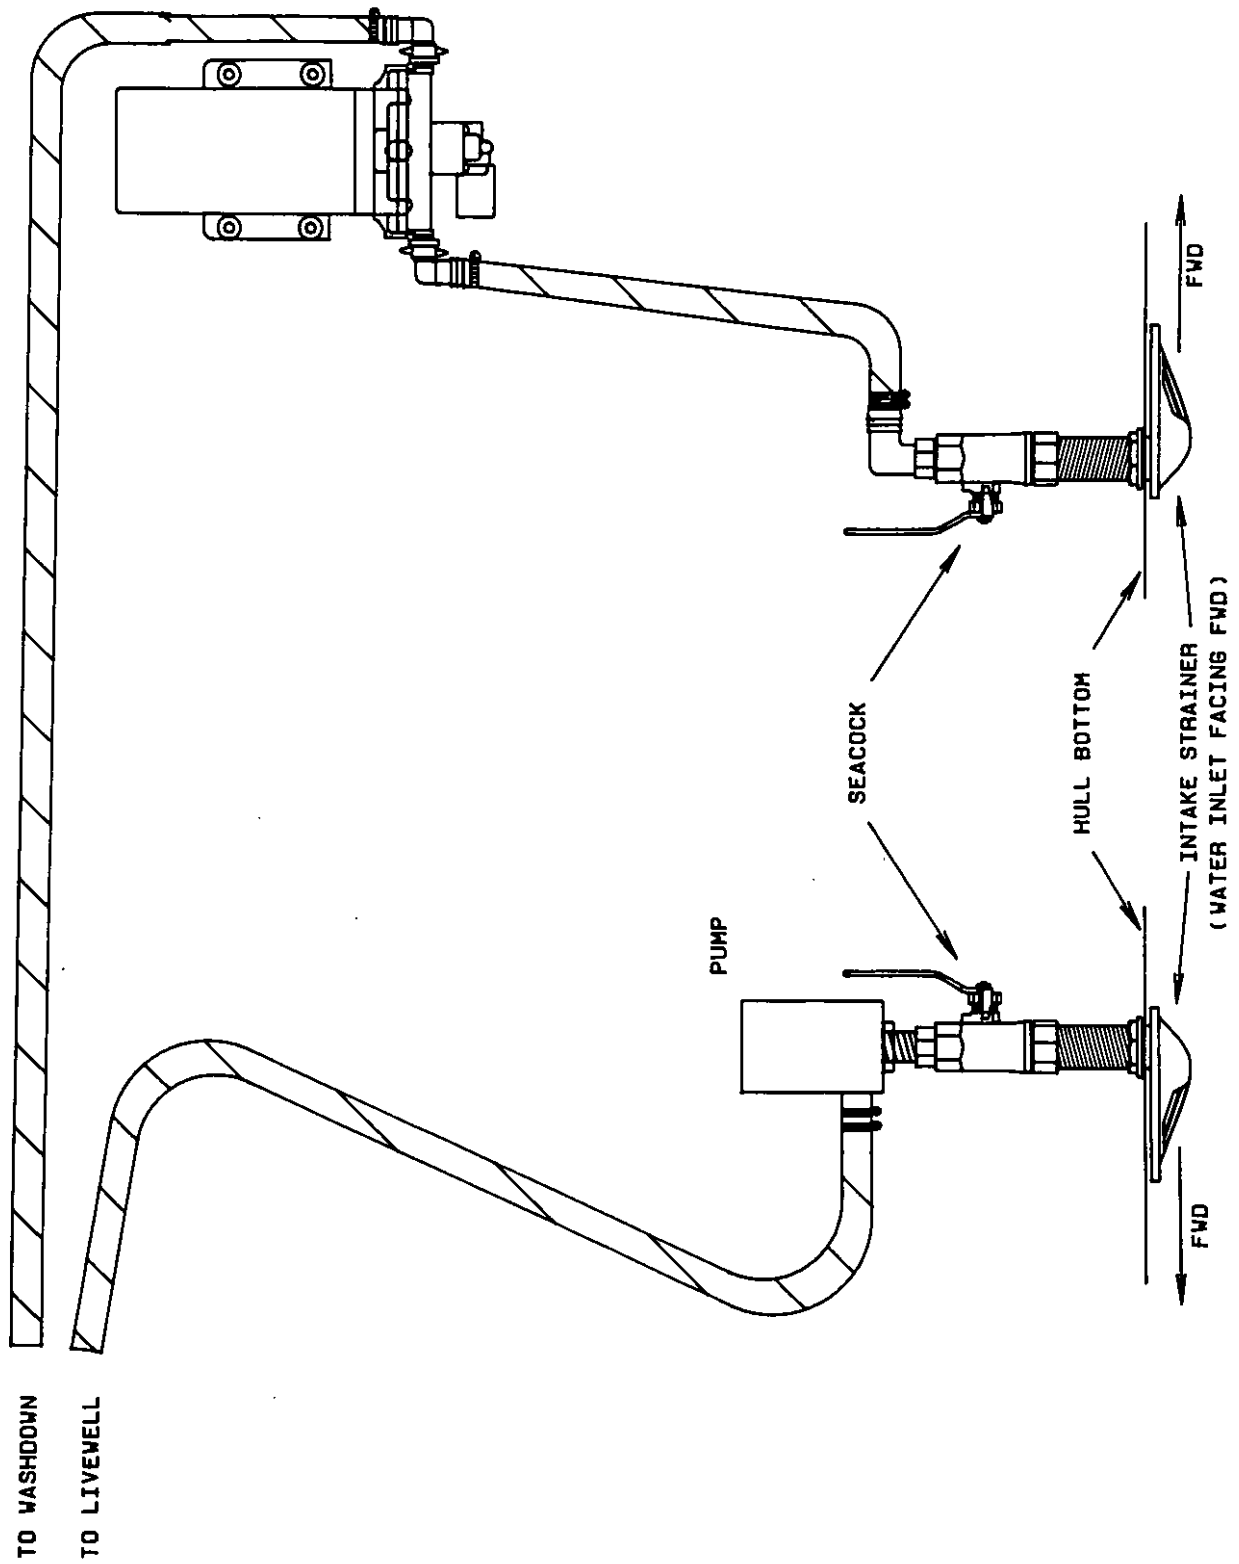 TO WASHDOWN
TO LIVEWELL
PUMP
SEACOCK
HULL BOTTOM
INTAKE STRAINER
(WATER INLET FACING FWD)
FWD
FWD